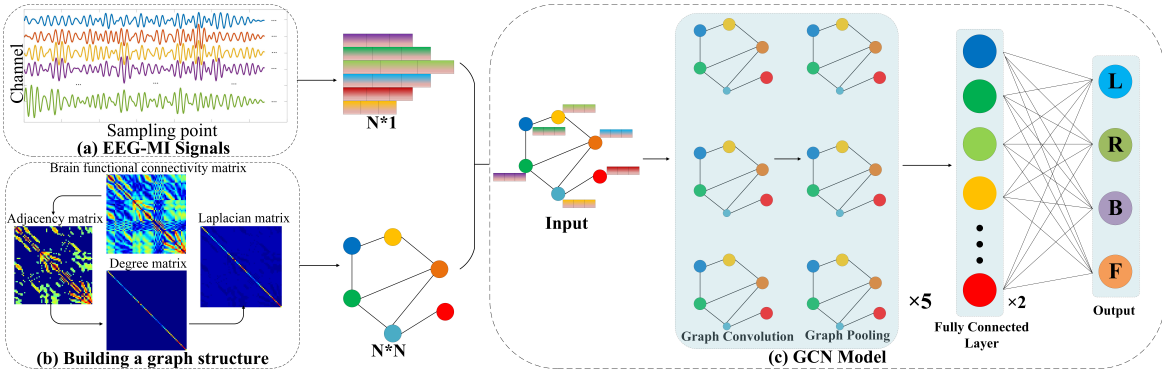 Channel
...
...
...
...
...
...
...
...
Sampling point
(a) EEG-MI Signals
N*1
Brain functional connectivity matrix
Adjacency matrix
Laplacian matrix
Degree matrix
(b) Building a graph structure
N*N
Input
Graph Convolution
Graph Pooling
×5
(c) GCN Model
×2
Fully Connected
Layer
L
R
B
F
Output